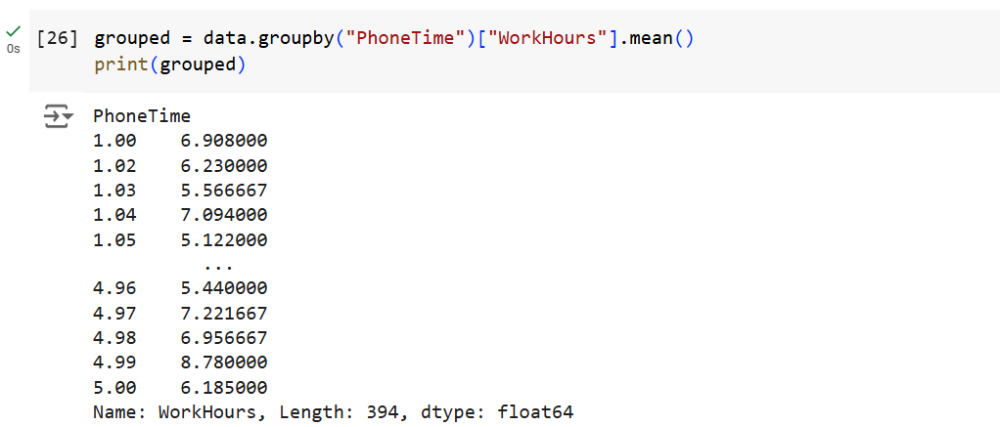 [26] grouped = data.groupby("PhoneTime")["WorkHours"].mean()
0s
print(grouped)
PhoneTime
1.00    6.908000
1.02    6.230000
1.03    5.566667
1.04    7.094000
1.05    5.122000
...
4.96    5.440000
4.97    7.221667
4.98    6.956667
4.99    8.780000
5.00    6.185000
Name: WorkHours, Length: 394, dtype: float64